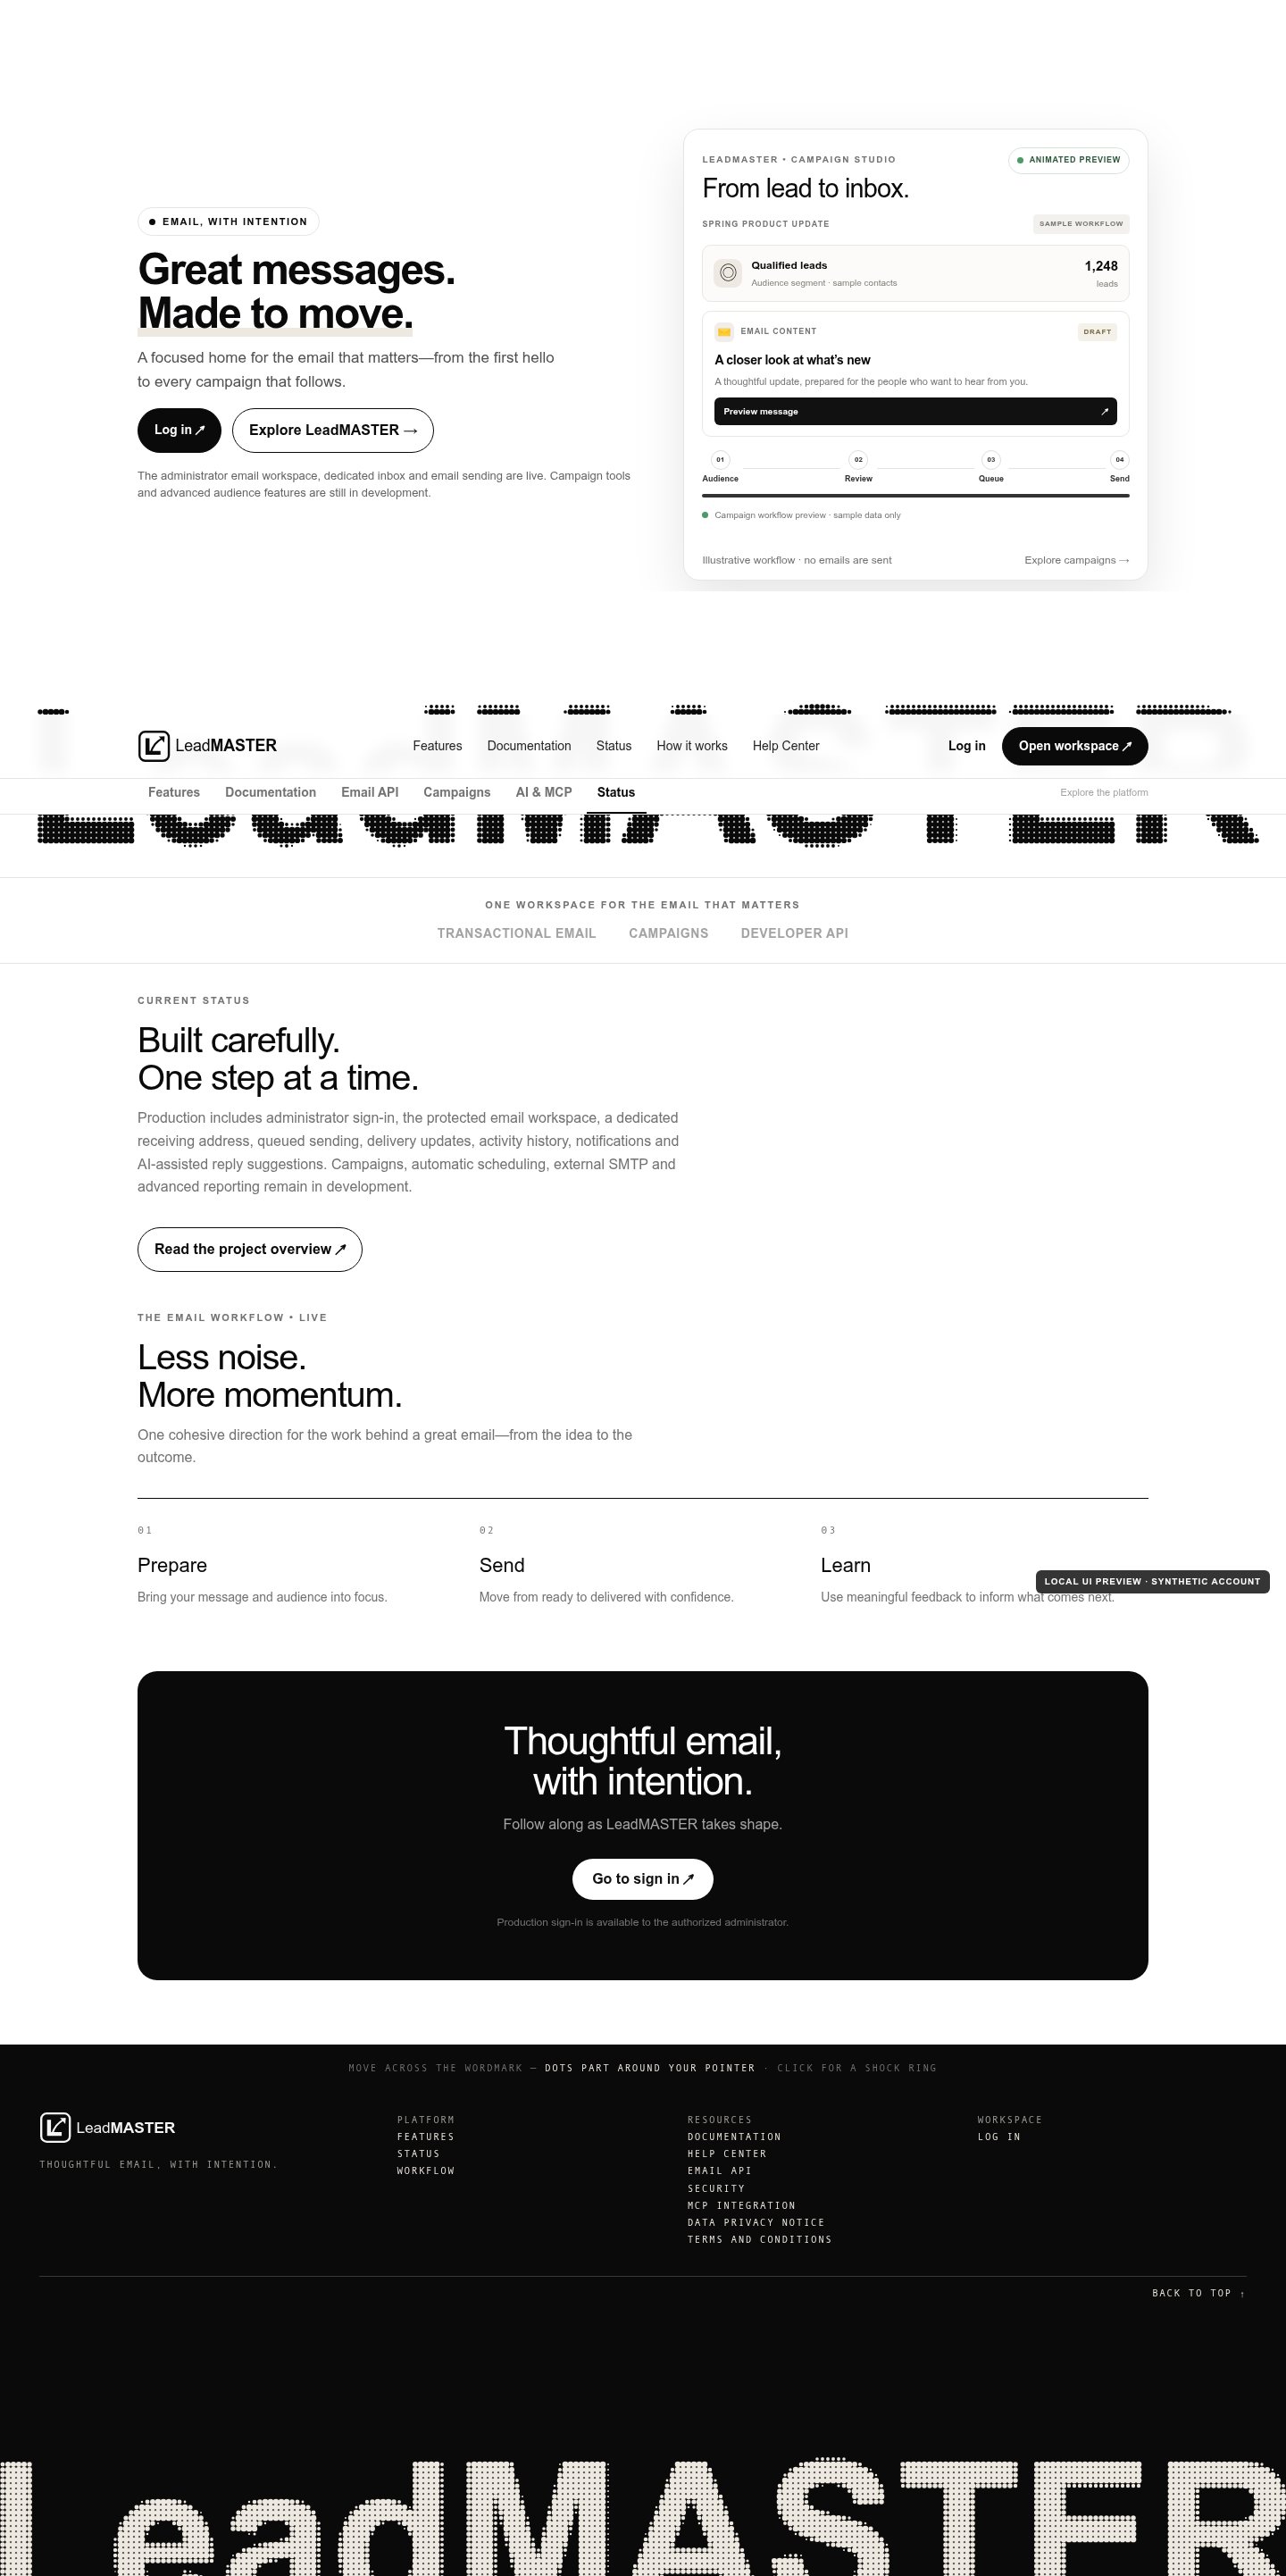 EMAIL, WITH INTENTION
Great messages.
Made to move.
A focused home for the email that matters—from the first hello
to every campaign that follows.
Log in ↗
Explore LeadMASTER →
The administrator email workspace, dedicated inbox and email sending are live. Campaign tools
and advanced audience features are still in development.
LEADMASTER • CAMPAIGN STUDIO
ANIMATED PREVIEW
From lead to inbox.
SPRING PRODUCT UPDATE
SAMPLE WORKFLOW
Qualified leads
Audience segment · sample contacts
1,248
leads
EMAIL CONTENT
DRAFT
A closer look at what's new
A thoughtful update, prepared for the people who want to hear from you.
Preview message ↗
01
Audience
02
Review
03
Queue
04
Send
Campaign workflow preview · sample data only
Illustrative workflow · no emails are sent
Explore campaigns →
LeadMASTER
LeadMASTER
Features
Documentation
Status
How it works
Help Center
Log in
Open workspace ↗
Features
Documentation
Email API
Campaigns
AI & MCP
Status
Explore the platform
ONE WORKSPACE FOR THE EMAIL THAT MATTERS
TRANSACTIONAL EMAIL
CAMPAIGNS
DEVELOPER API
CURRENT STATUS
Built carefully.
One step at a time.
Production includes administrator sign-in, the protected email workspace, a dedicated
receiving address, queued sending, delivery updates, activity history, notifications and
AI-assisted reply suggestions. Campaigns, automatic scheduling, external SMTP and
advanced reporting remain in development.
Read the project overview ↗
THE EMAIL WORKFLOW • LIVE
Less noise.
More momentum.
One cohesive direction for the work behind a great email—from the idea to the
outcome.
01
Prepare
Bring your message and audience into focus.
02
Send
Move from ready to delivered with confidence.
03
Learn
Use meaningful feedback to inform what comes next.
LOCAL UI PREVIEW · SYNTHETIC ACCOUNT
Thoughtful email,
with intention.
Follow along as LeadMASTER takes shape.
Go to sign in ↗
Production sign-in is available to the authorized administrator.
MOVE ACROSS THE WORDMARK — DOTS PART AROUND YOUR POINTER · CLICK FOR A SHOCK RING
LeadMASTER
THOUGHTFUL EMAIL, WITH INTENTION.
PLATFORM
FEATURES
STATUS
WORKFLOW
RESOURCES
DOCUMENTATION
HELP CENTER
EMAIL API
SECURITY
MCP INTEGRATION
DATA PRIVACY NOTICE
TERMS AND CONDITIONS
WORKSPACE
LOG IN
BACK TO TOP ↑
LeadMASTER